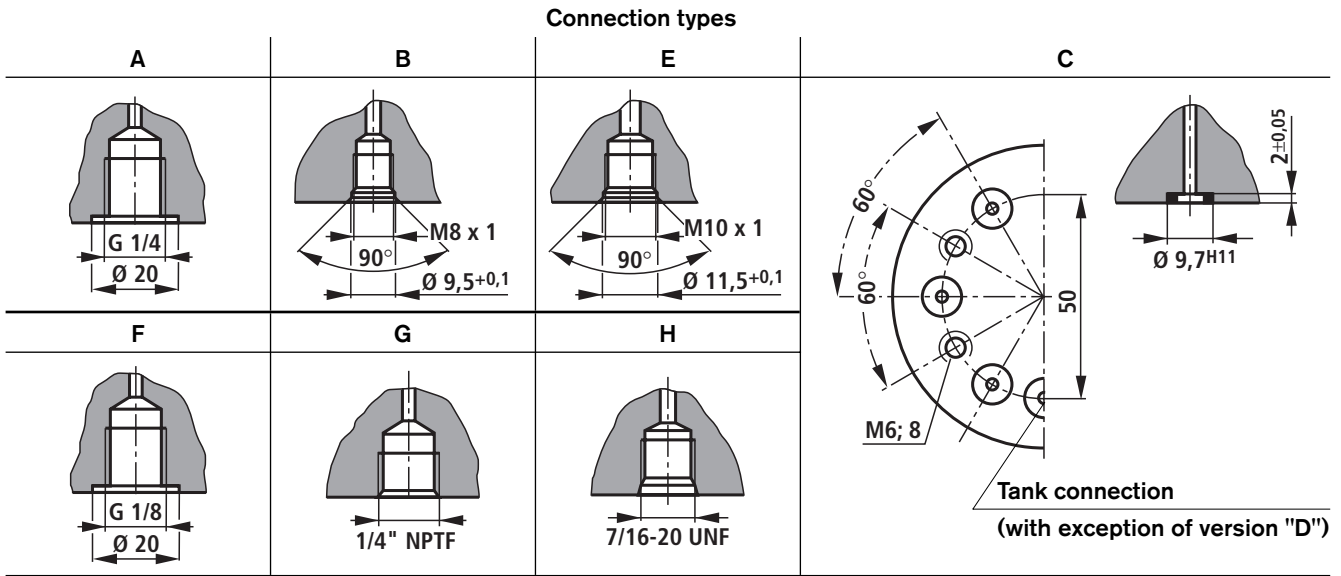 Connection types
A
B
E
C
G 1/4
Ø 20
M8 x 1
90°
Ø 9,5+0,1
M10 x 1
90°
Ø 11,5+0,1
60°
60°
50
M6; 8
2±0,05
Ø 9,7H11
Tank connection
(with exception of version "D")
F
G
H
G 1/8
Ø 20
1/4" NPTF
7/16-20 UNF